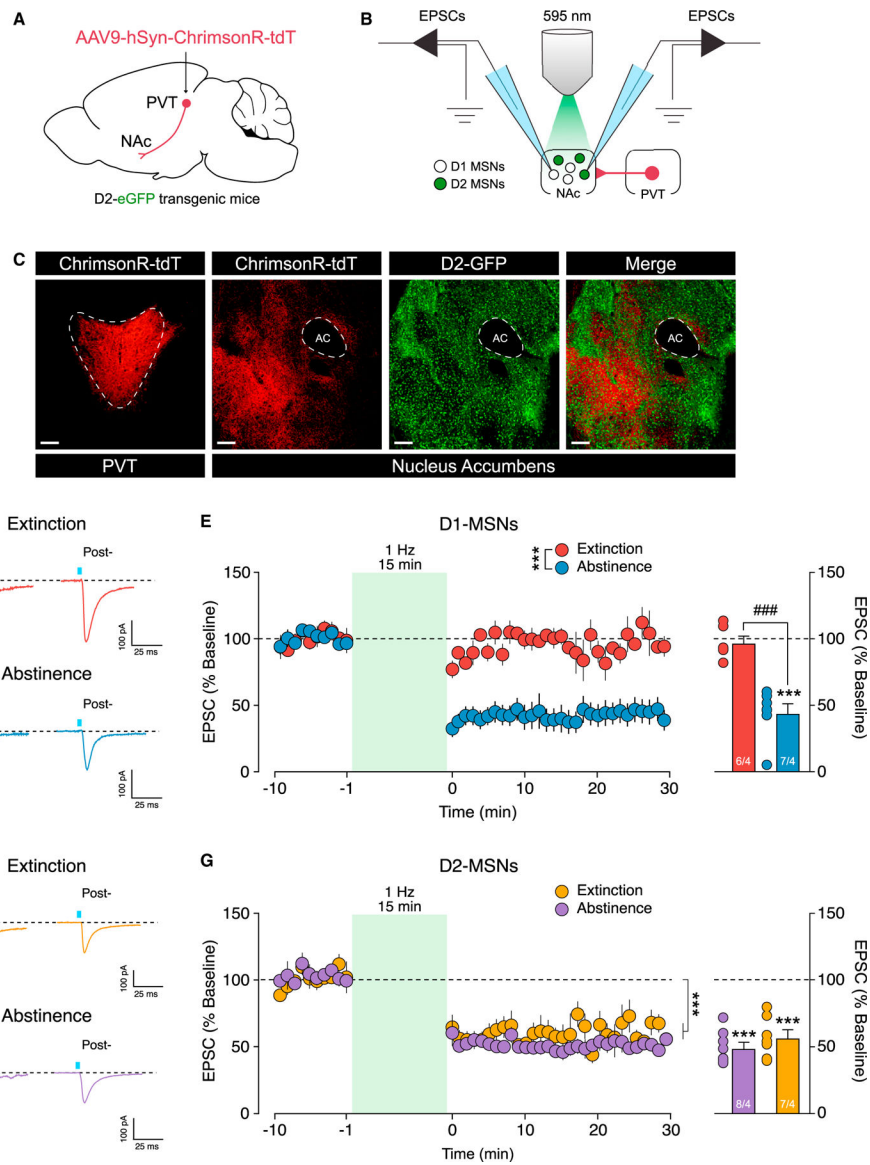 A
AAV9-hSyn-ChrimsonR-tdT
PVT
NAc
D2-eGFP transgenic mice
B
EPSCs
595 nm
EPSCs
D1 MSNs
D2 MSNs
NAc
PVT
C
ChrimsonR-tdT
ChrimsonR-tdT
D2-GFP
Merge
AC
AC
AC
PVT
Nucleus Accumbens
Extinction
Post-
100 pA
25 ms
Abstinence
Post-
100 pA
25 ms
E
D1-MSNs
1 Hz
15 min
***
Extinction
Abstinence
EPSC (% Baseline)
150
100
50
0
-10
-1
0
10
20
30
Time (min)
###
***
6/4
7/4
150
100
50
0
EPSC (% Baseline)
Extinction
Post-
100 pA
25 ms
Abstinence
Post-
100 pA
25 ms
G
D2-MSNs
1 Hz
15 min
Extinction
Abstinence
EPSC (% Baseline)
150
100
50
0
-10
-1
0
10
20
30
Time (min)
***
***
***
8/4
7/4
150
100
50
0
EPSC (% Baseline)